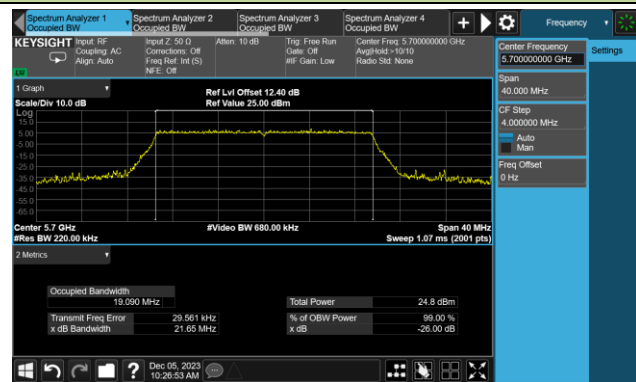 Spectrum Analyzer 1
Occupied BW
Spectrum Analyzer 2
Occupied BW
Spectrum Analyzer 3
Occupied BW
Spectrum Analyzer 4
Occupied BW
Frequency
KEYSIGHT
Input: RF
Coupling: AC
Align: Auto
Input Z: 50 Ω
Corrections: Off
Freq Ref: Int (S)
NFE: Off
Atten: 10 dB
Trig: Free Run
Gate: Off
#IF Gain: Low
Center Freq: 5.700000000 GHz
Avg|Hold:>10/10
Radio Std: None
Center Frequency
5.700000000 GHz
Settings
Span
40.000 MHz
CF Step
4.000000 MHz
Auto
Man
Freq Offset
0 Hz
1 Graph
Scale/Div 10.0 dB
Ref Lvl Offset 12.40 dB
Ref Value 25.00 dBm
Log
15.0
5.00
-5.00
-15.0
-25.0
-35.0
-45.0
-55.0
-65.0
Center 5.7 GHz
#Video BW 680.00 kHz
Span 40 MHz
#Res BW 220.00 kHz
Sweep 1.07 ms (2001 pts)
2 Metrics
Occupied Bandwidth
19.090 MHz
Total Power 24.8 dBm
Transmit Freq Error 29.561 kHz
% of OBW Power 99.00 %
x dB Bandwidth 21.65 MHz
x dB -26.00 dB
Dec 05, 2023
10:26:53 AM